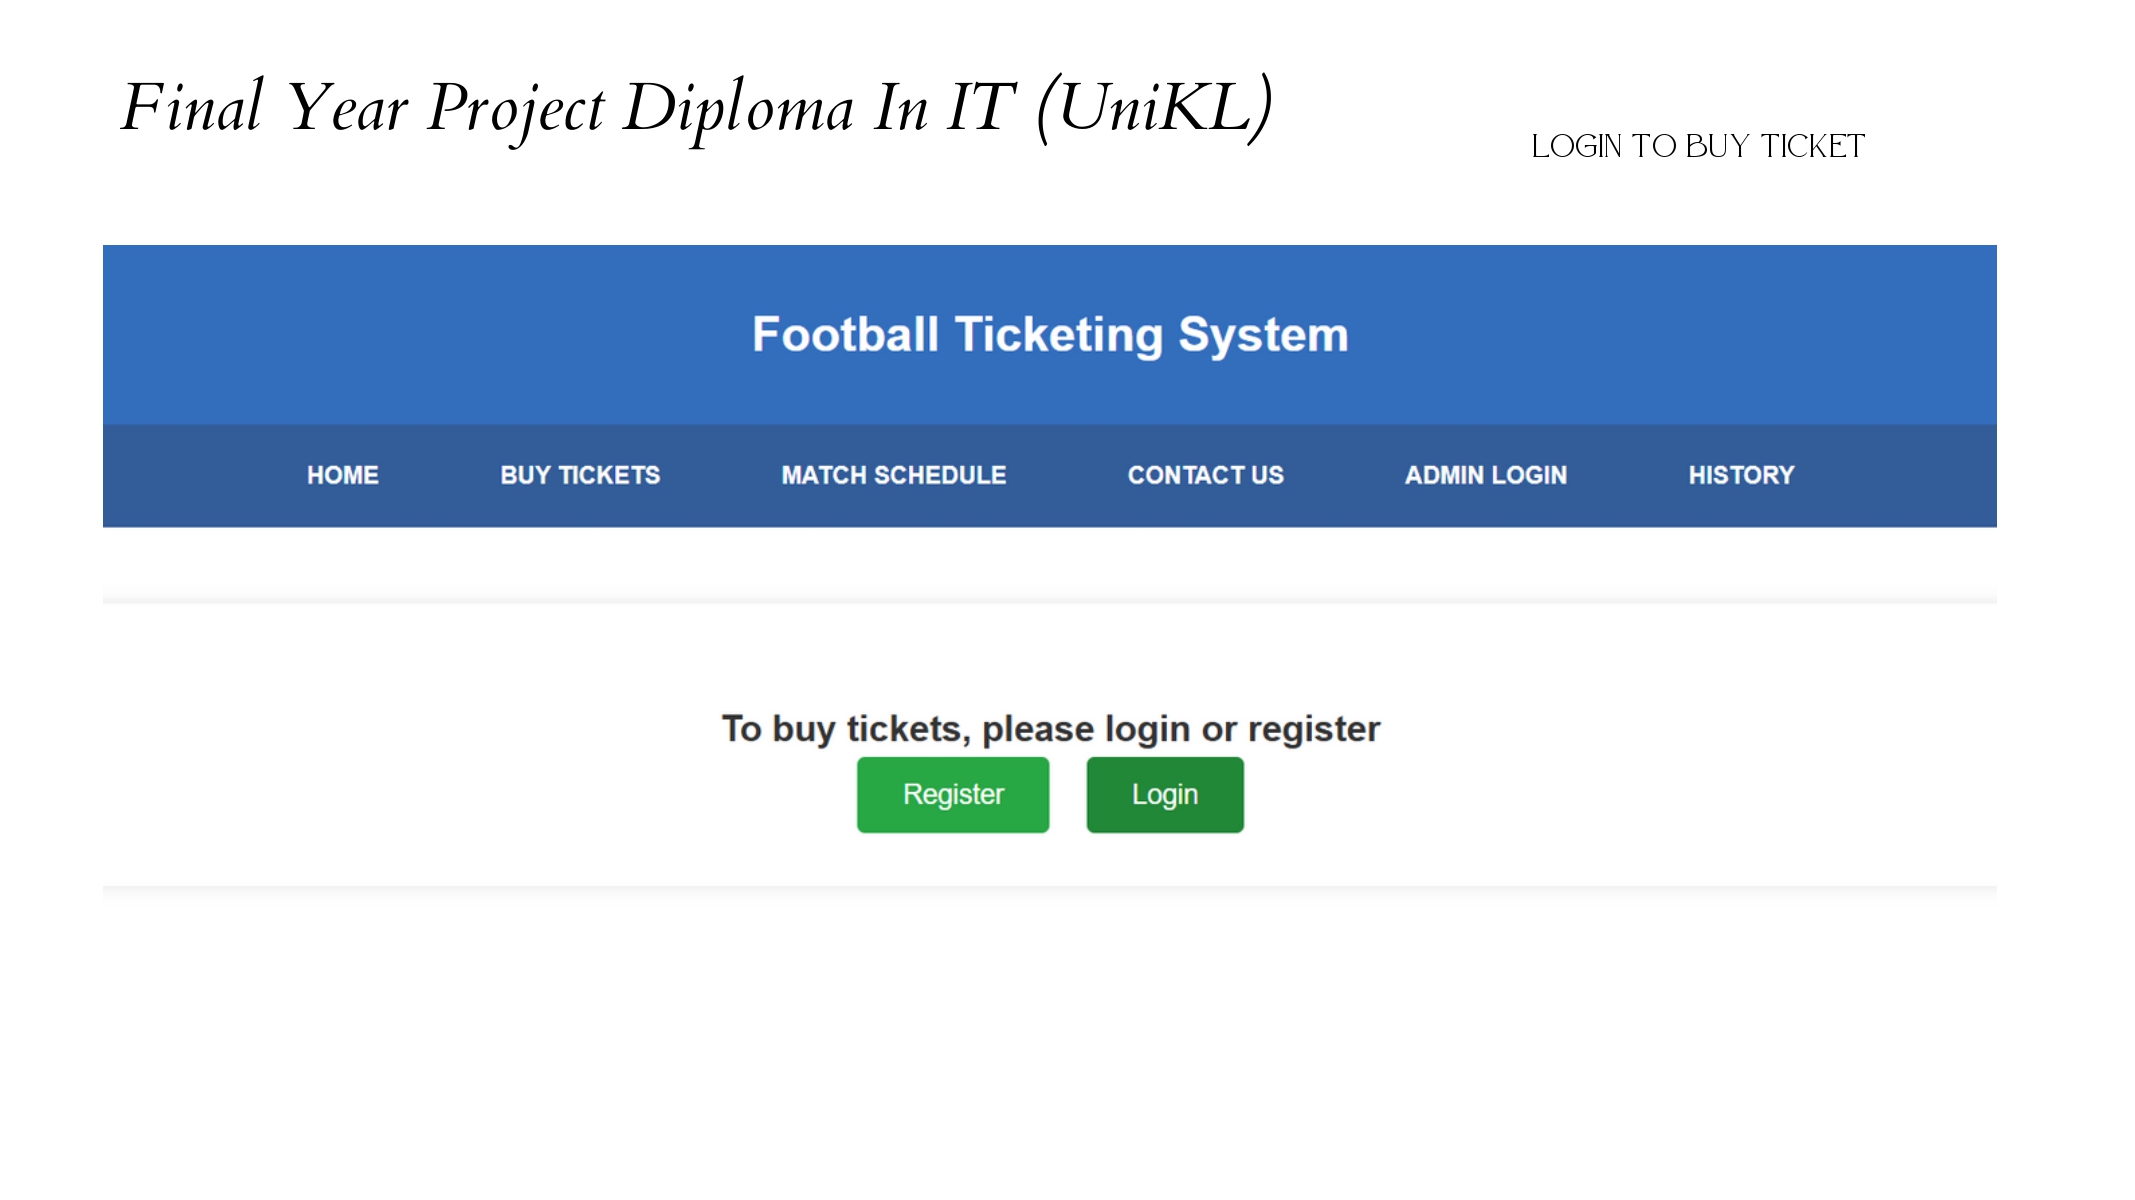 Final Year Project Diploma In IT (UniKL)
LOGIN TO BUY TICKET
Football Ticketing System
HOME BUY TICKETS MATCH SCHEDULE CONTACT US ADMIN LOGIN HISTORY
To buy tickets, please login or register
Register Login